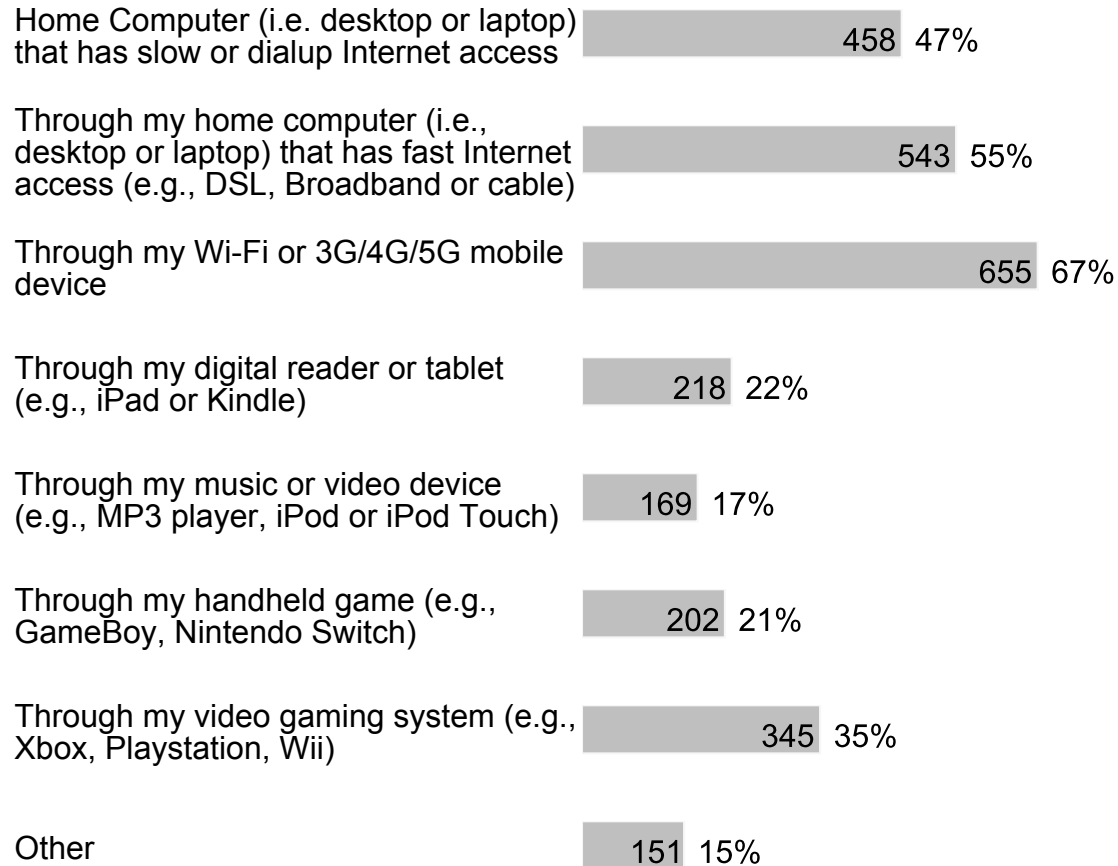 Home Computer (i.e. desktop or laptop)
that has slow or dialup Internet access
458 47%
Through my home computer (i.e.,
desktop or laptop) that has fast Internet
access (e.g., DSL, Broadband or cable)
543 55%
Through my Wi-Fi or 3G/4G/5G mobile
device
655 67%
Through my digital reader or tablet
(e.g., iPad or Kindle)
218 22%
Through my music or video device
(e.g., MP3 player, iPod or iPod Touch)
169 17%
Through my handheld game (e.g.,
GameBoy, Nintendo Switch)
202 21%
Through my video gaming system (e.g.,
Xbox, Playstation, Wii)
345 35%
Other
151 15%